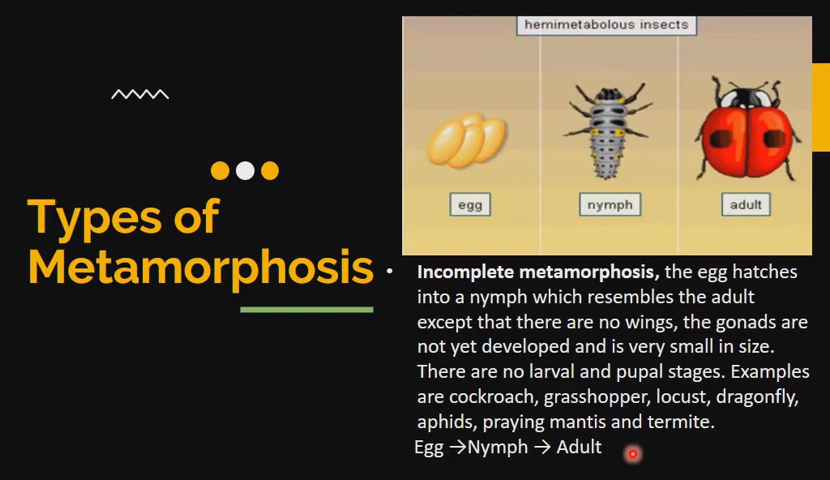 hemimetabolous insects
egg
nymph
adult
Types of
Metamorphosis
• Incomplete metamorphosis, the egg hatches
into a nymph which resembles the adult
except that there are no wings, the gonads are
not yet developed and is very small in size.
There are no larval and pupal stages. Examples
are cockroach, grasshopper, locust, dragonfly,
aphids, praying mantis and termite.
Egg →Nymph → Adult